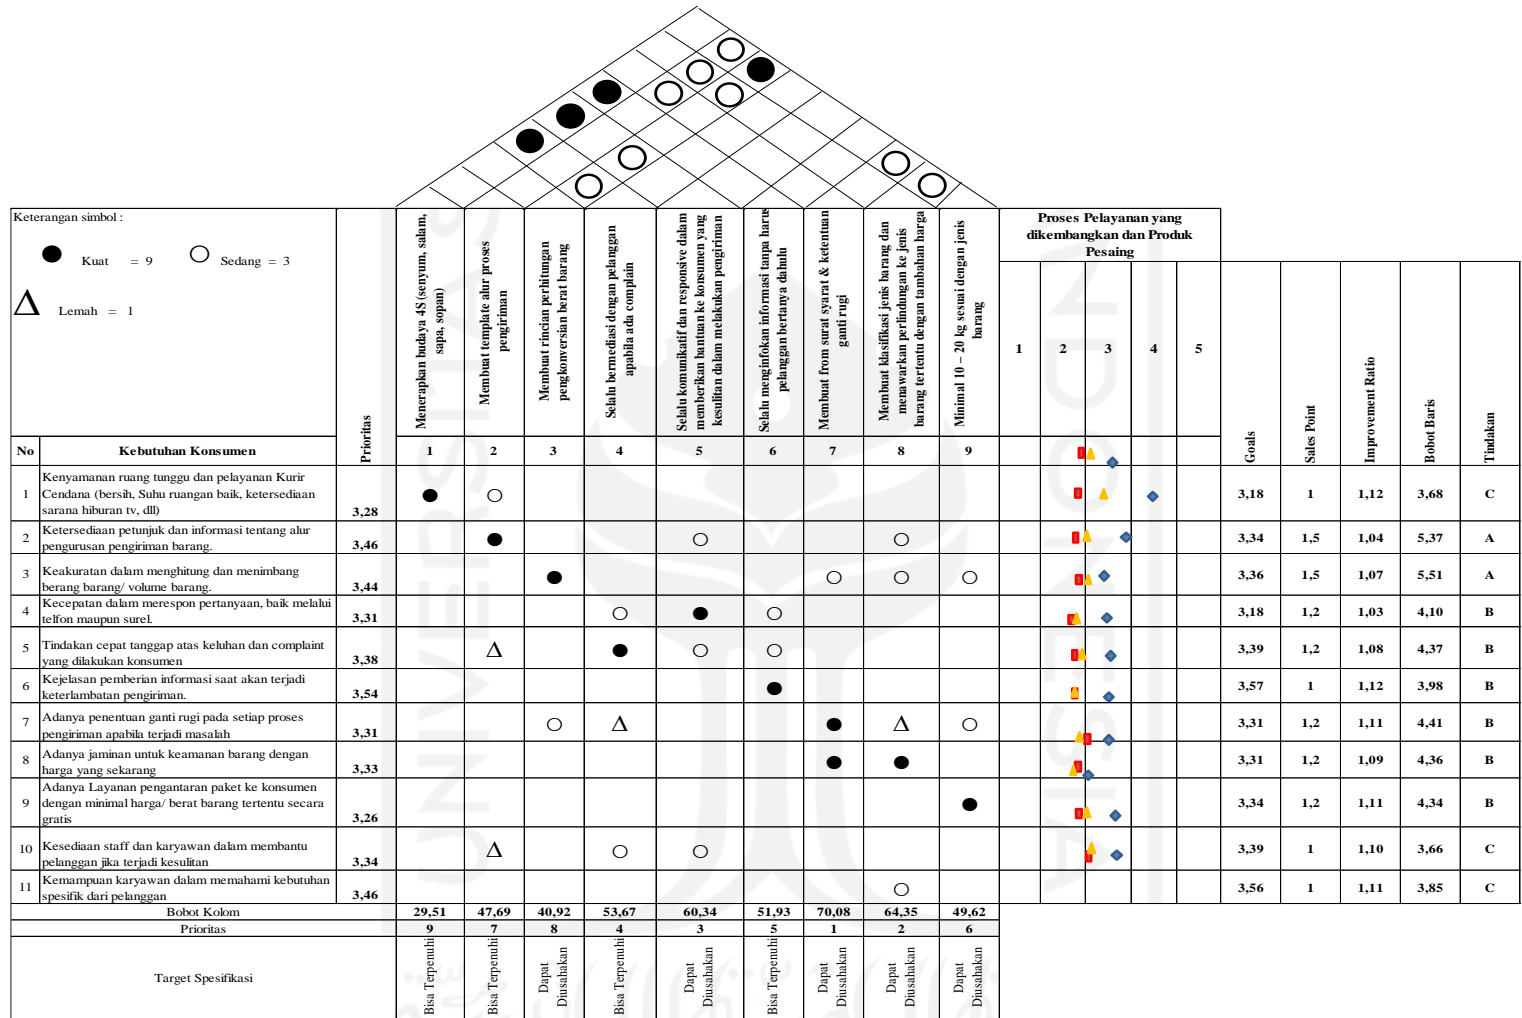 Keterangan simbol :
Kuat = 9
Sedang = 3
Lemah = 1
Prioritas
Menerapkan budaya 4S (senyum, salam,
sapa, sopan)
Membuat template alur proses
pengiriman
Membuat rincian perhitungan
pengkonversian berat barang
Selalu bermediasi dengan pelanggan
apabila ada complain
Selalu komunikatif dan responsive dalam
memberikan bantuan ke konsumen yang
kesulitan dalam melakukan pengiriman
Selalu menginfokan informasi tanpa harus
pelanggan bertanya dahulu
Membuat from surat syarat & ketentuan
ganti rugi
Membuat klasifikasi jenis barang dan
menawarkan perlindungan ke jenis
barang tertentu dengan tambahan harga
Minimal 10 – 20 kg sesuai dengan jenis
barang
Proses Pelayanan yang
dikembangkan dan Produk
Pesaing
1 2 3 4 5
Goals
Sales Point
Improvement Ratio
Bobot Baris
Tindakan
No Kebutuhan Konsumen 1 2 3 4 5 6 7 8 9
1 Kenyamanan ruang tunggu dan pelayanan Kurir
Cendana (bersih, Suhu ruangan baik, ketersediaan
sarana hiburan tv, dll) 3,28 3,18 1 1,12 3,68 C
2 Ketersediaan petunjuk dan informasi tentang alur
pengurusan pengiriman barang. 3,46 3,34 1,5 1,04 5,37 A
3 Keakuratan dalam menghitung dan menimbang
berang barang/ volume barang. 3,44 3,36 1,5 1,07 5,51 A
4 Kecepatan dalam merespon pertanyaan, baik melalui
telfon maupun surel. 3,31 3,18 1,2 1,03 4,10 B
5 Tindakan cepat tanggap atas keluhan dan complaint
yang dilakukan konsumen 3,38 3,39 1,2 1,08 4,37 B
6 Kejelasan pemberian informasi saat akan terjadi
keterlambatan pengiriman. 3,54 3,57 1 1,12 3,98 B
7 Adanya penentuan ganti rugi pada setiap proses
pengiriman apabila terjadi masalah 3,31 3,31 1,2 1,11 4,41 B
8 Adanya jaminan untuk keamanan barang dengan
harga yang sekarang 3,33 3,31 1,2 1,09 4,36 B
9 Adanya Layanan pengantaran paket ke konsumen
dengan minimal harga/ berat barang tertentu secara
gratis 3,26 3,34 1,2 1,11 4,34 B
10 Kesediaan staff dan karyawan dalam membantu
pelanggan jika terjadi kesulitan 3,34 3,39 1 1,10 3,66 C
11 Kemampuan karyawan dalam memahami kebutuhan
spesifik dari pelanggan 3,46 3,56 1 1,11 3,85 C
Bobot Kolom 29,51 47,69 40,92 53,67 60,34 51,93 70,08 64,35 49,62
Prioritas 9 7 8 4 3 5 1 2 6
Target Spesifikasi
Bisa Terpenuhi
Bisa Terpenuhi
Dapat
Diusahakan
Bisa Terpenuhi
Dapat
Diusahakan
Bisa Terpenuhi
Dapat
Diusahakan
Dapat
Diusahakan
Dapat
Diusahakan
UNIVERSITAS
INDONESIA